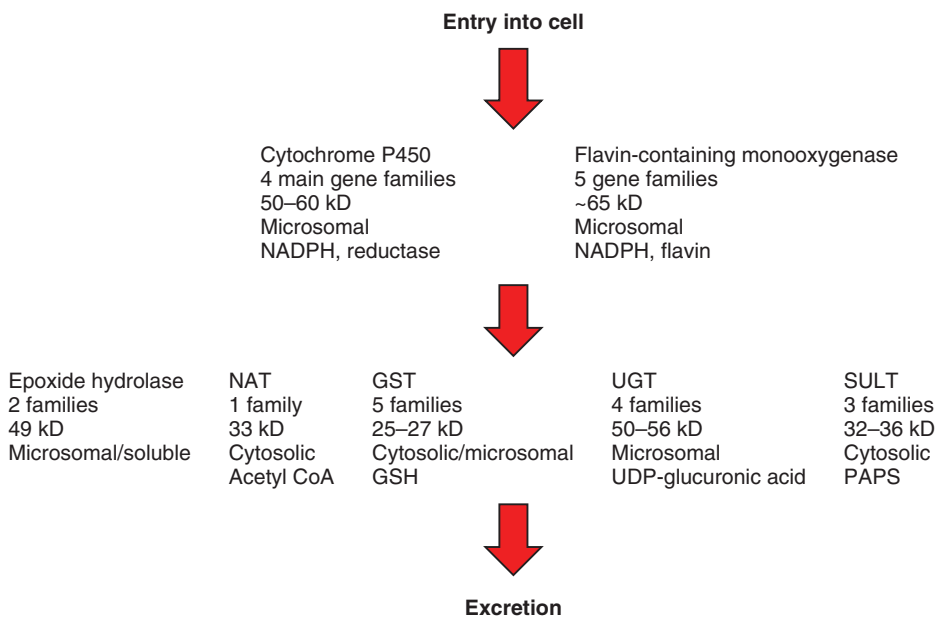 Entry into cell
Cytochrome P450
4 main gene families
50–60 kD
Microsomal
NADPH, reductase
Flavin-containing monooxygenase
5 gene families
~65 kD
Microsomal
NADPH, flavin
Epoxide hydrolase
2 families
49 kD
Microsomal/soluble
NAT
1 family
33 kD
Cytosolic
Acetyl CoA
GST
5 families
25–27 kD
Cytosolic/microsomal
GSH
UGT
4 families
50–56 kD
Microsomal
UDP-glucuronic acid
SULT
3 families
32–36 kD
Cytosolic
PAPS
Excretion